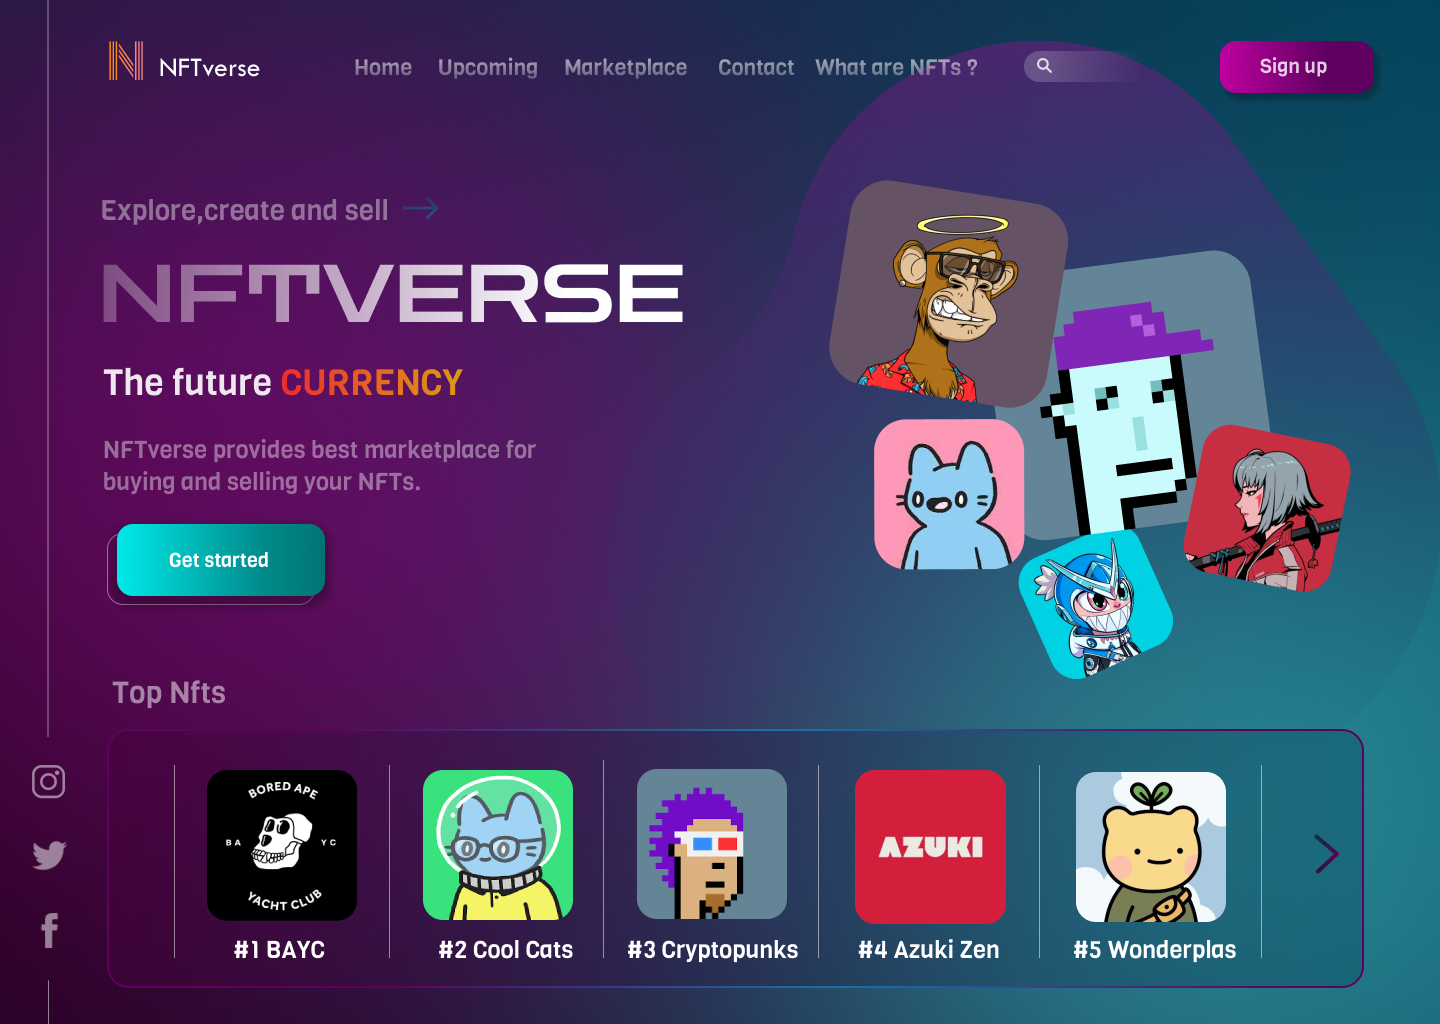 NFTverse
Home
Upcoming
Marketplace
Contact
What are NFTs ?
Sign up
Explore,create and sell
NFTVERSE
The future CURRENCY
NFTverse provides best marketplace for
buying and selling your NFTs.
Get started
Top Nfts
BORED APE
BA YC
YACHT CLUB
AZUKI
#1 BAYC
#2 Cool Cats
#3 Cryptopunks
#4 Azuki Zen
#5 Wonderplas